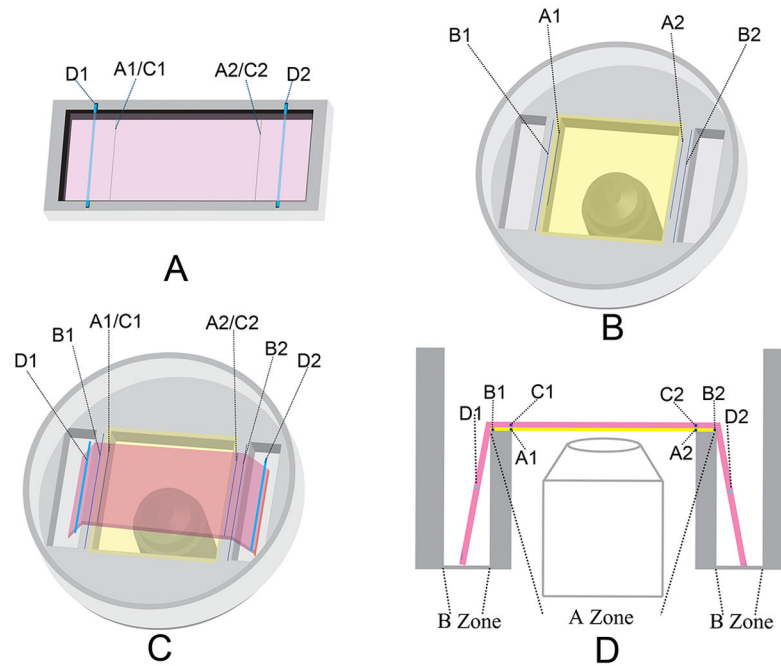 D1
A1/C1
A2/C2
D2
A
B1
A1
A2
B2
B
D1
B1
A1/C1
A2/C2
B2
D2
C
D1
B1
C1
A1
C2
A2
B2
D2
B Zone
A Zone
B Zone
D